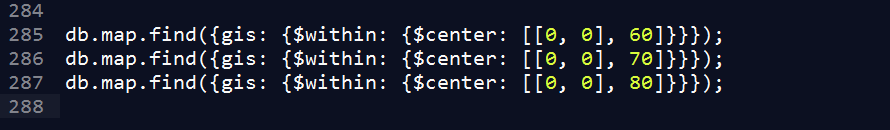 284
285 db.map.find({gis: {$within: {$center: [[0, 0], 60]}}});
286 db.map.find({gis: {$within: {$center: [[0, 0], 70]}}});
287 db.map.find({gis: {$within: {$center: [[0, 0], 80]}}});
288